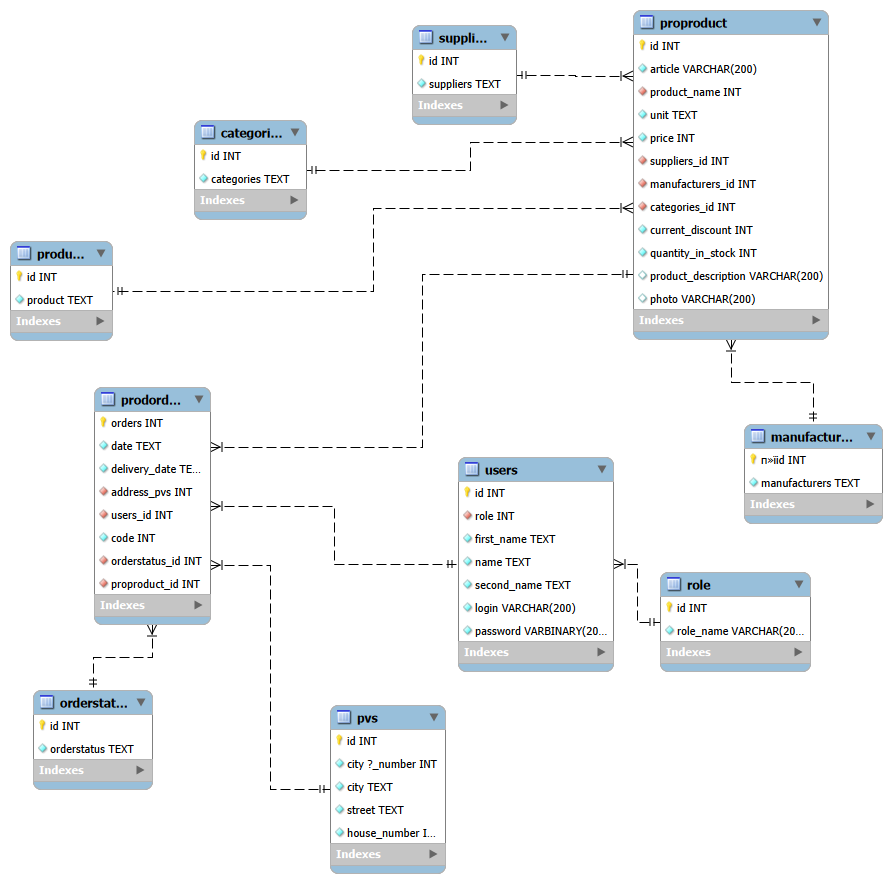 suppli...
id INT
suppliers TEXT
Indexes
proproduct
id INT
article VARCHAR(200)
product_name INT
unit TEXT
price INT
suppliers_id INT
manufacturers_id INT
categories_id INT
current_discount INT
quantity_in_stock INT
product_description VARCHAR(200)
photo VARCHAR(200)
Indexes
categori...
id INT
categories TEXT
Indexes
produ...
id INT
product TEXT
Indexes
prodord...
orders INT
date TEXT
delivery_date TE...
address_pvs INT
users_id INT
code INT
orderstatus_id INT
proproduct_id INT
Indexes
users
id INT
role INT
first_name TEXT
name TEXT
second_name TEXT
login VARCHAR(200)
password VARBINARY(20...
Indexes
manufactur...
п»їid INT
manufacturers TEXT
Indexes
role
id INT
role_name VARCHAR(20...
Indexes
orderstat...
id INT
orderstatus TEXT
Indexes
pvs
id INT
city ?_number INT
city TEXT
street TEXT
house_number I...
Indexes